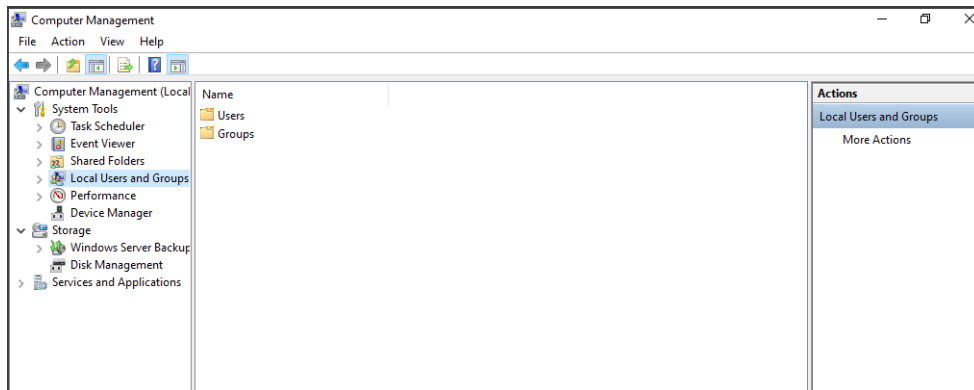 Computer Management
File Action View Help
Computer Management (Local
System Tools
Task Scheduler
Event Viewer
Shared Folders
Local Users and Groups
Performance
Device Manager
Storage
Windows Server Backup
Disk Management
Services and Applications
Name
Users
Groups
Actions
Local Users and Groups
More Actions